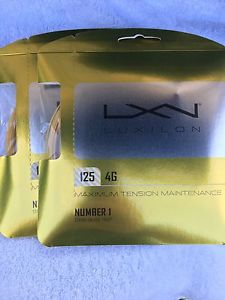 LXN
LUXILON
125 4G
MAXIMUM TENSION MAINTENANCE
NUMBER 1
N